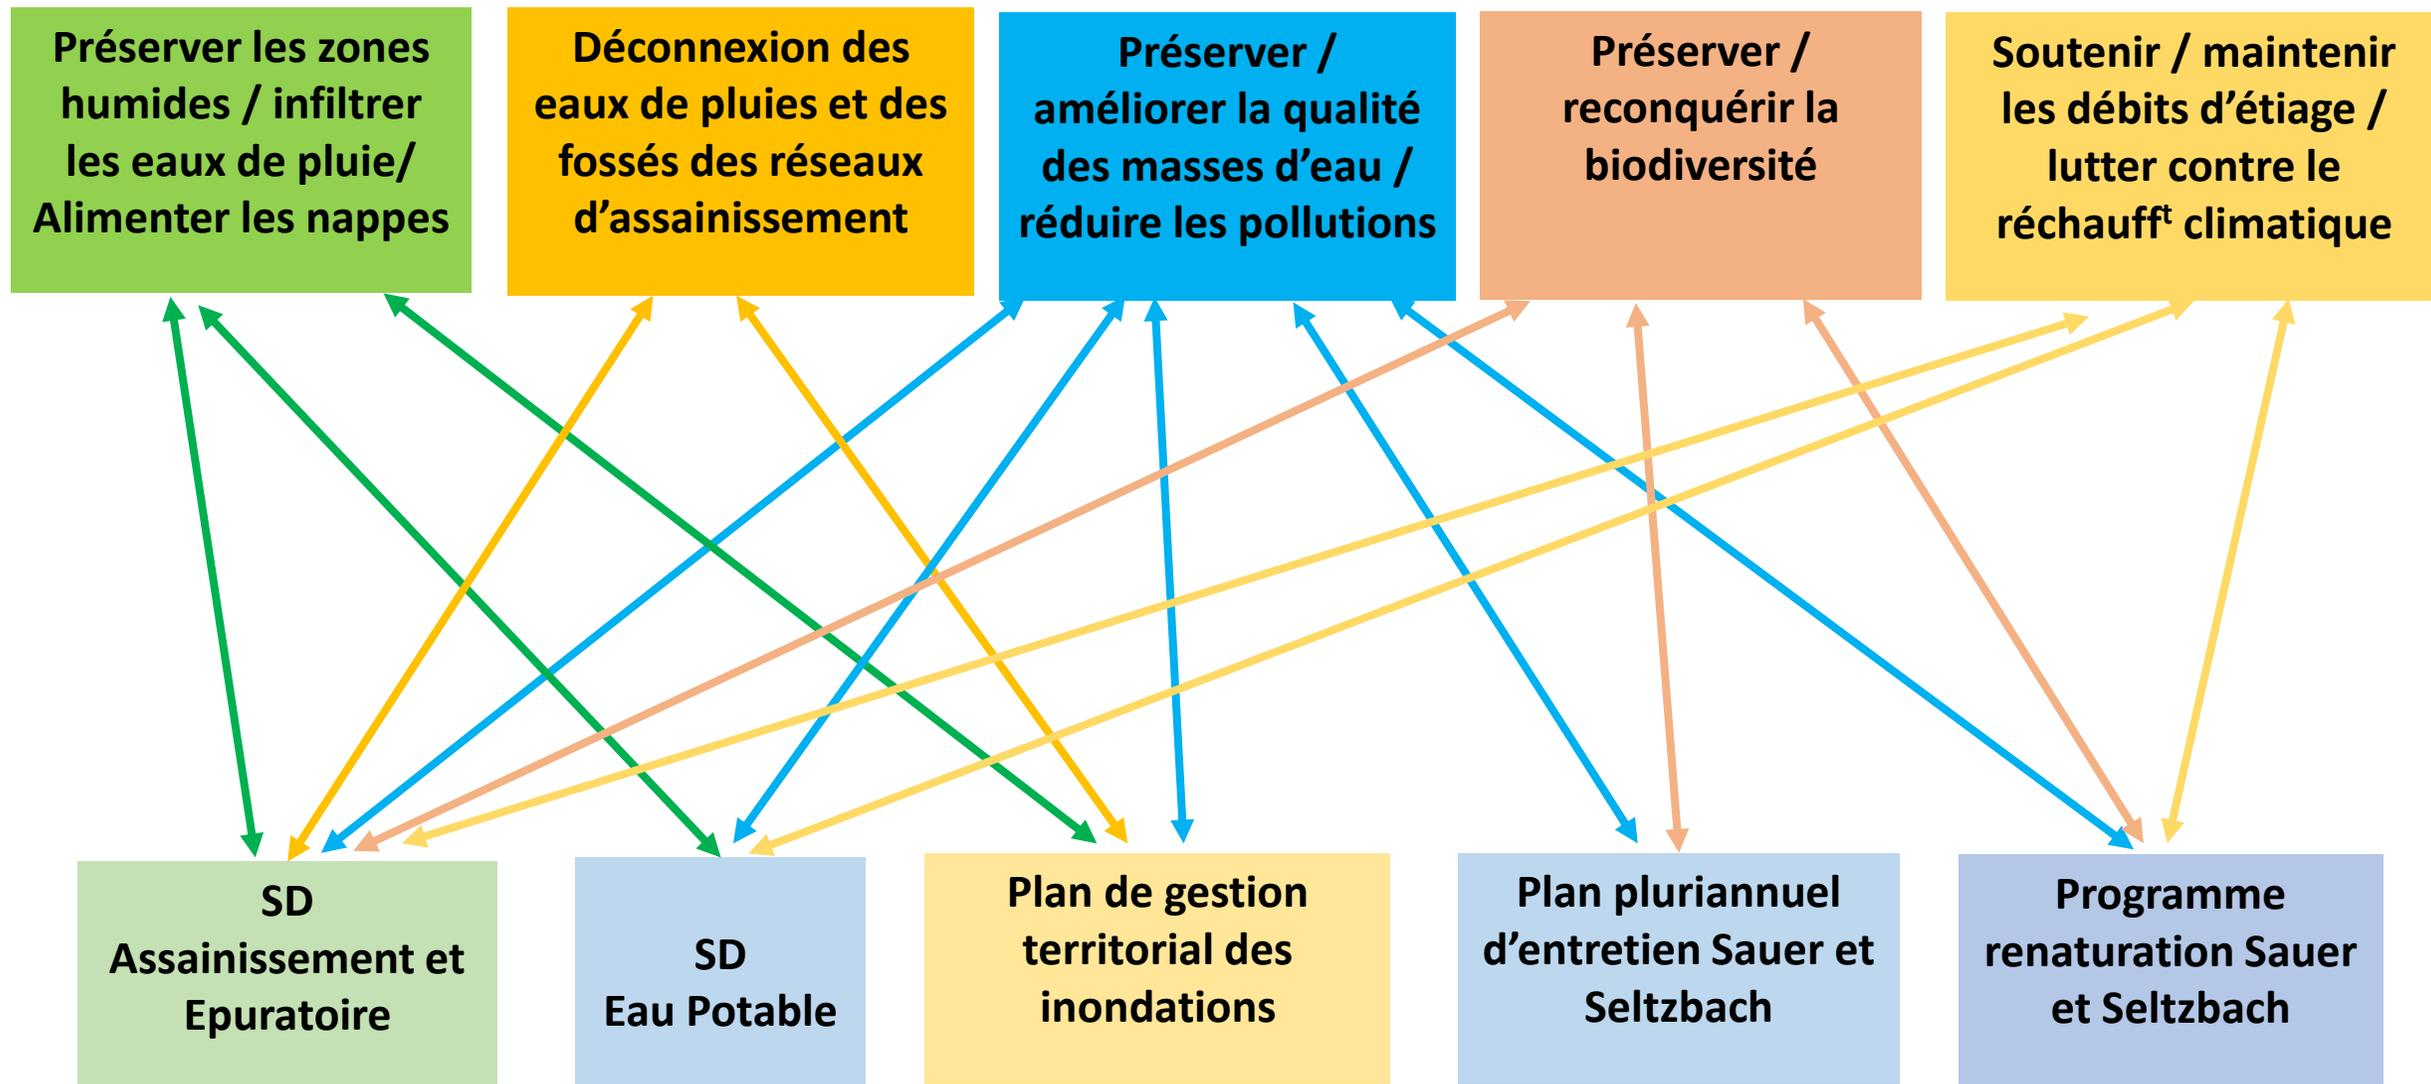 Préserver les zones
humides / infiltrer
les eaux de pluie/
Alimenter les nappes
Déconnexion des
eaux de pluies et des
fossés des réseaux
d’assainissement
Préserver /
améliorer la qualité
des masses d’eau /
réduire les pollutions
Préserver /
reconquérir la
biodiversité
Soutenir / maintenir
les débits d’étiage /
lutter contre le
réchauffᵗ climatique
SD
Assainissement et
Epuratoire
SD
Eau Potable
Plan de gestion
territorial des
inondations
Plan pluriannuel
d’entretien Sauer et
Seltzbach
Programme
renaturation Sauer
et Seltzbach